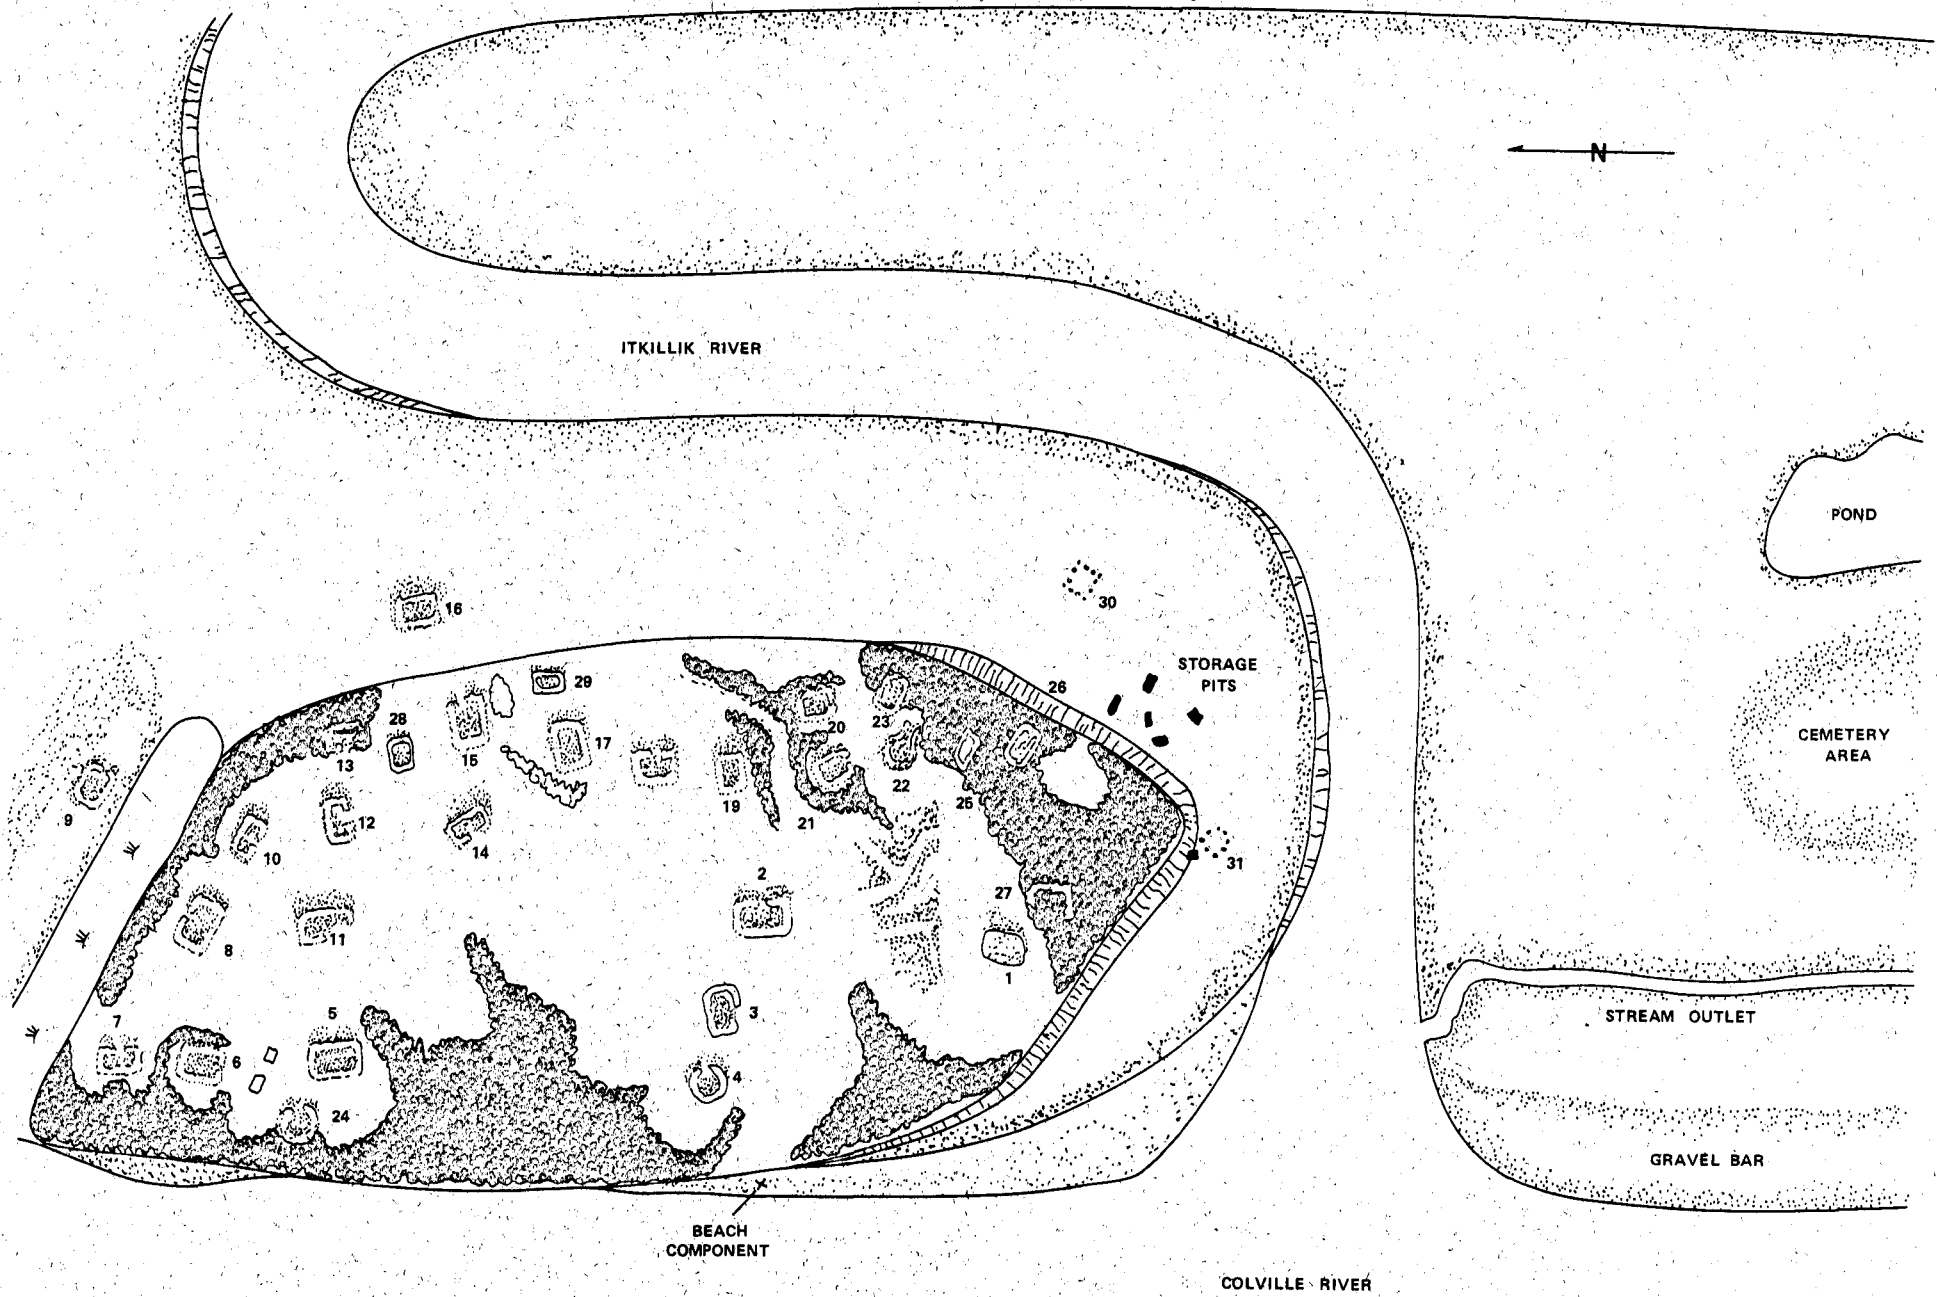 N
ITKILLIK RIVER
POND
16
30
STORAGE
PITS
26
29
28
23
20
17
15
13
CEMETERY
AREA
22
19
25
9
12
21
14
10
31
2
27
11
8
1
3
7
5
STREAM OUTLET
6
4
24
GRAVEL BAR
BEACH
COMPONENT
COLVILLE RIVER